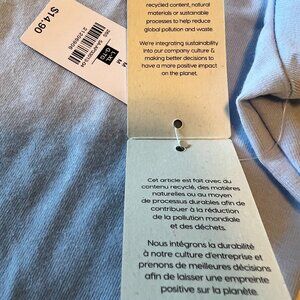 $14.90
recycled content, natural
materials or sustainable
processes to help reduce
global pollution and waste.
We're integrating sustainability
into our company culture &
making better decisions to
have a more positive impact
on the planet.
Cet article est fait avec du
contenu recyclé, des matières
naturelles ou au moyen
de processus durables afin de
contribuer à la réduction
de la pollution mondiale
et des déchets.
Nous intégrons la durabilité
à notre culture d'entreprise et
prenons de meilleures décisions
afin de laisser une empreinte
positive sur la planète.